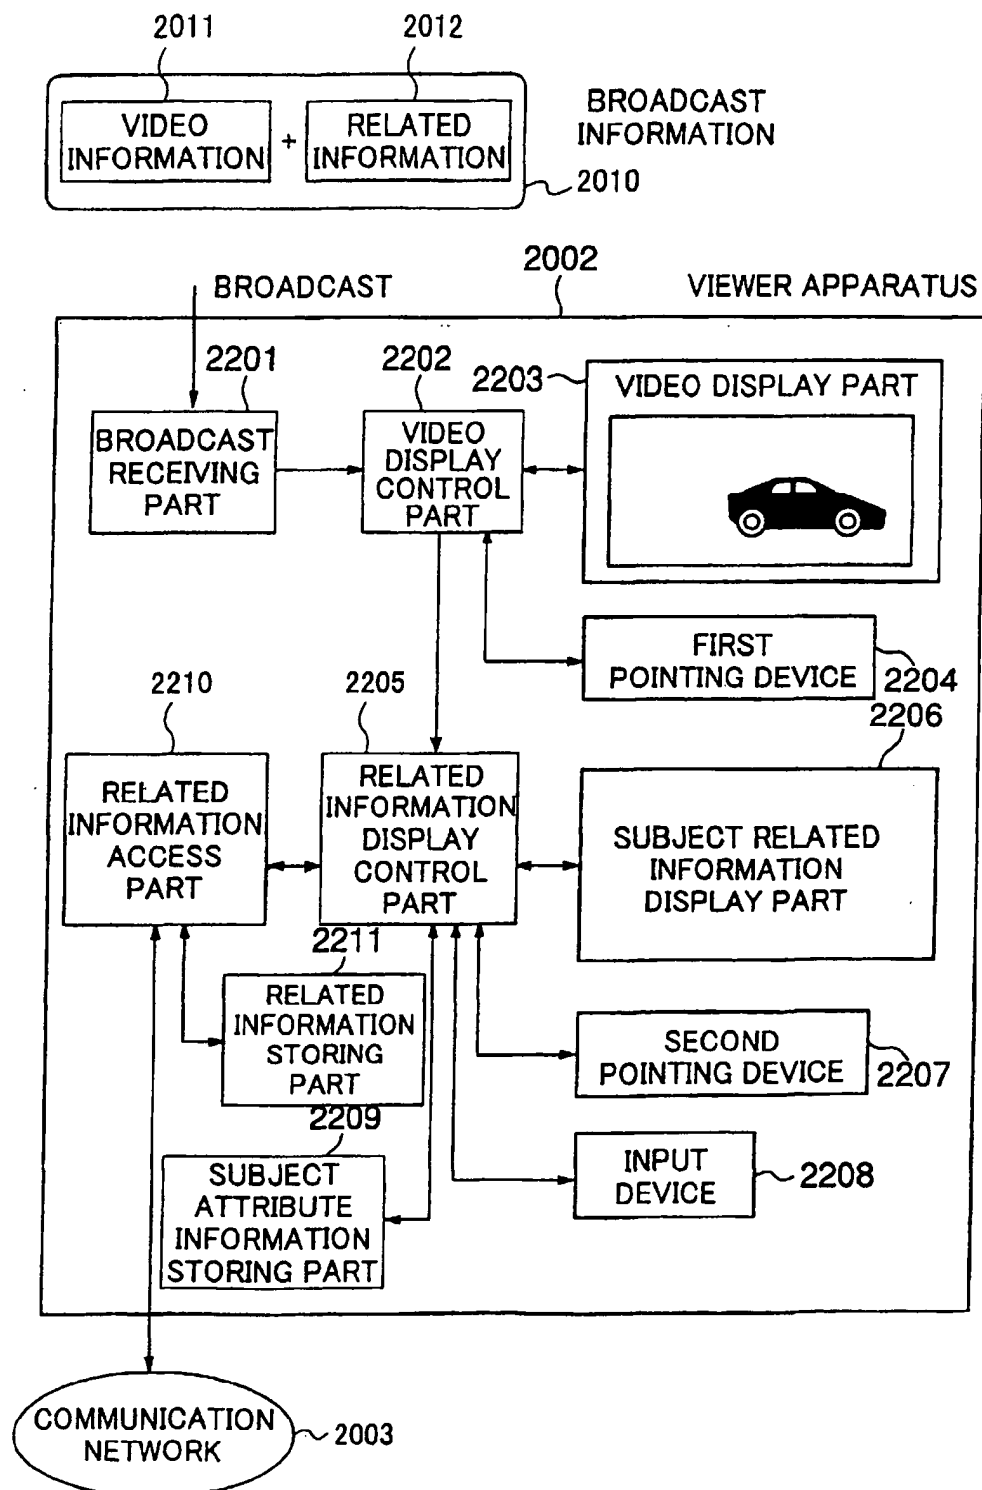 2011
2012
VIDEO
INFORMATION
+
RELATED
INFORMATION
BROADCAST
INFORMATION
2010
BROADCAST
2002
VIEWER APPARATUS
2201
BROADCAST
RECEIVING
PART
2202
VIDEO
DISPLAY
CONTROL
PART
2203
VIDEO DISPLAY PART
FIRST
POINTING DEVICE
2204
2210
RELATED
INFORMATION
ACCESS
PART
2205
RELATED
INFORMATION
DISPLAY
CONTROL
PART
2206
SUBJECT RELATED
INFORMATION
DISPLAY PART
2211
RELATED
INFORMATION
STORING
PART
SECOND
POINTING DEVICE
2207
2209
SUBJECT
ATTRIBUTE
INFORMATION
STORING PART
INPUT
DEVICE
2208
COMMUNICATION
NETWORK
2003